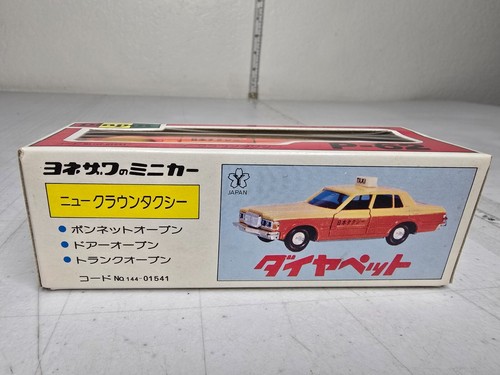 ヨネザワのミニカー
ニュークラウンタクシー
ボンネットオープン
ドアーオープン
トランクオープン
コード No 144-01541
JAPAN
TAXI
ダイヤペット